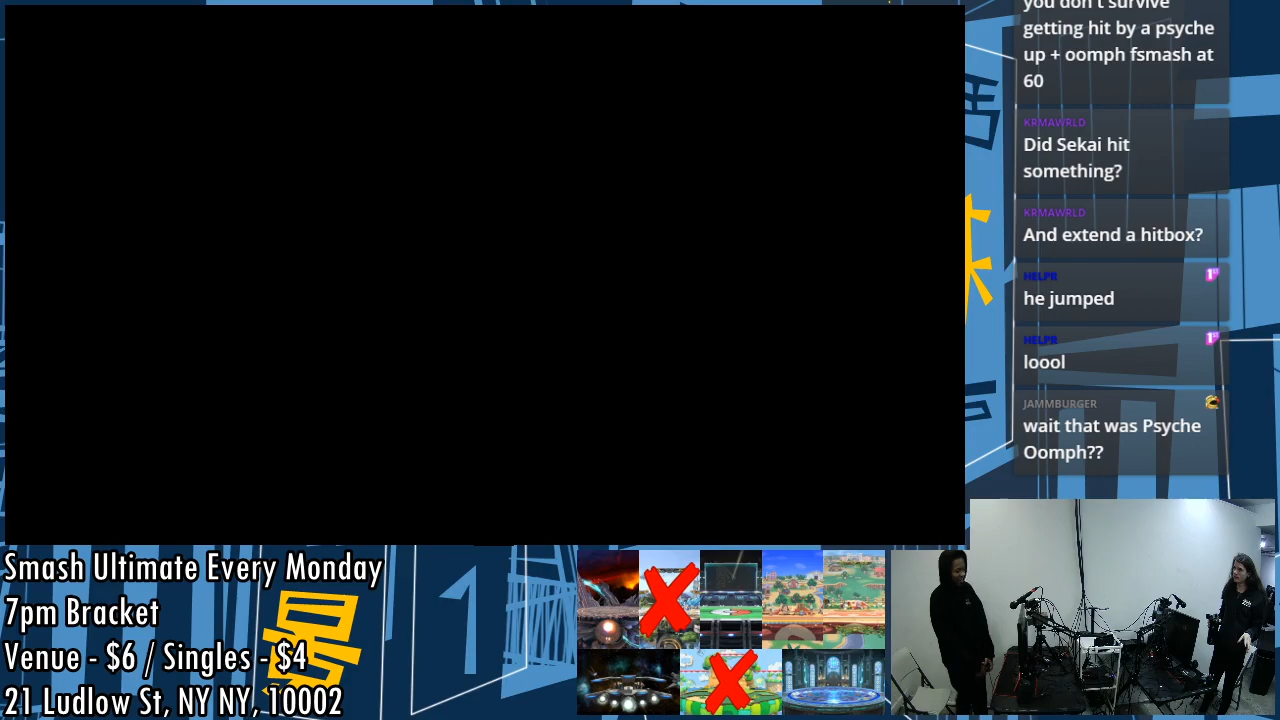 you don't survive
getting hit by a psyche
up + oomph fsmash at
60
KRMAWRLD
Did Sekai hit
something?
KRMAWRLD
And extend a hitbox?
HELPR
he jumped
HELPR
loool
JAMMBURGER
wait that was Psyche
Oomph??
Smash Ultimate Every Monday
7pm Bracket
Venue - $6 / Singles - $4
21 Ludlow St, NY NY, 10002
1